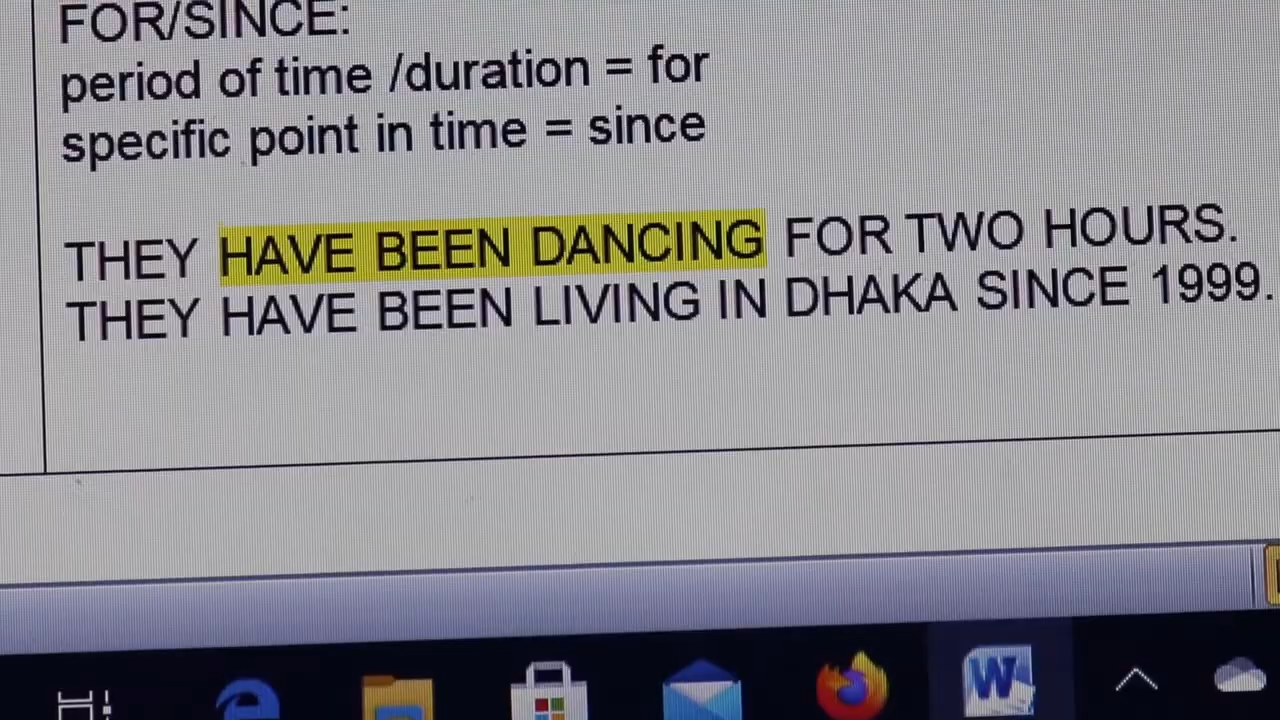 FOR/SINCE:
period of time /duration = for
specific point in time = since
THEY HAVE BEEN DANCING FOR TWO HOURS.
THEY HAVE BEEN LIVING IN DHAKA SINCE 1999.
W